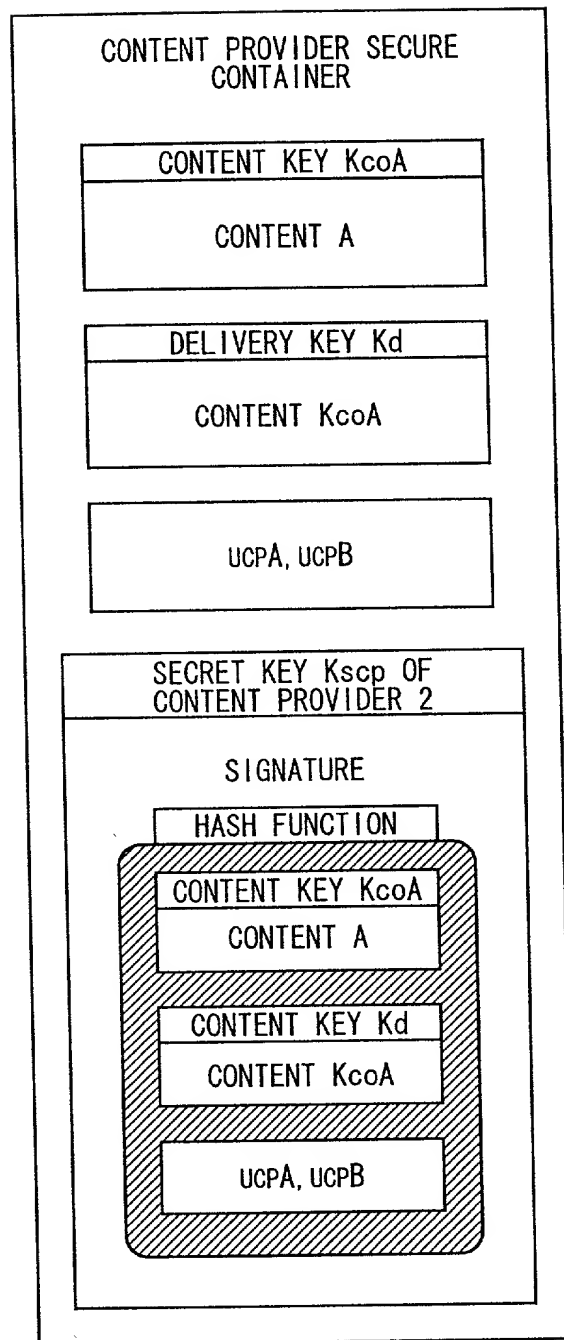 CONTENT PROVIDER SECURE
CONTAINER
CONTENT KEY KcoA
CONTENT A
DELIVERY KEY Kd
CONTENT KcoA
UCPA, UCPB
SECRET KEY Kscp OF
CONTENT PROVIDER 2
SIGNATURE
HASH FUNCTION
CONTENT KEY KcoA
CONTENT A
CONTENT KEY Kd
CONTENT KcoA
UCPA, UCPB